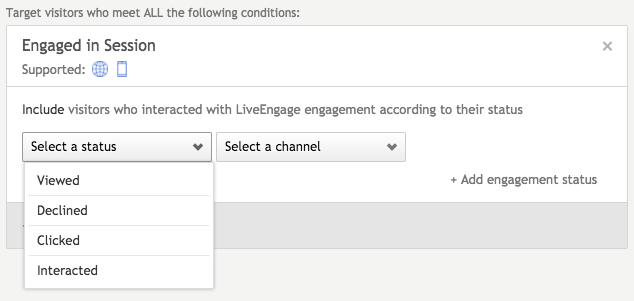 Target visitors who meet ALL the following conditions:
Engaged in Session
Supported:
Include visitors who interacted with LiveEngage engagement according to their status
Select a status Select a channel
Viewed
+ Add engagement status
Declined
Clicked
Interacted